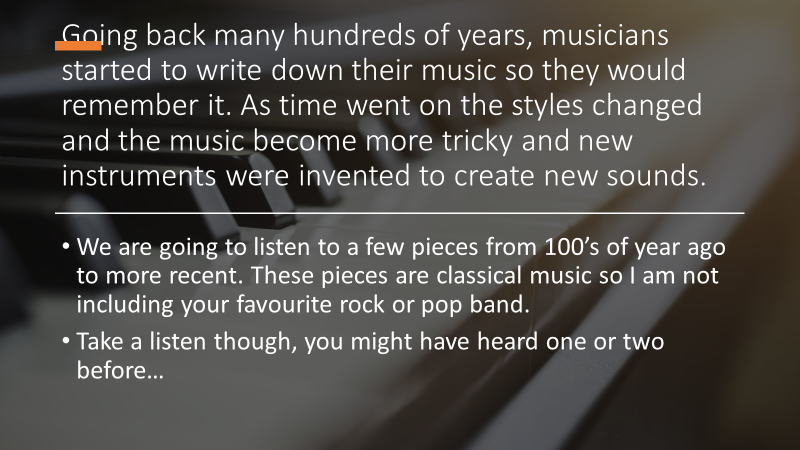 Going back many hundreds of years, musicians
started to write down their music so they would
remember it. As time went on the styles changed
and the music become more tricky and new
instruments were invented to create new sounds.
• We are going to listen to a few pieces from 100’s of year ago
to more recent. These pieces are classical music so I am not
including your favourite rock or pop band.
• Take a listen though, you might have heard one or two
before…